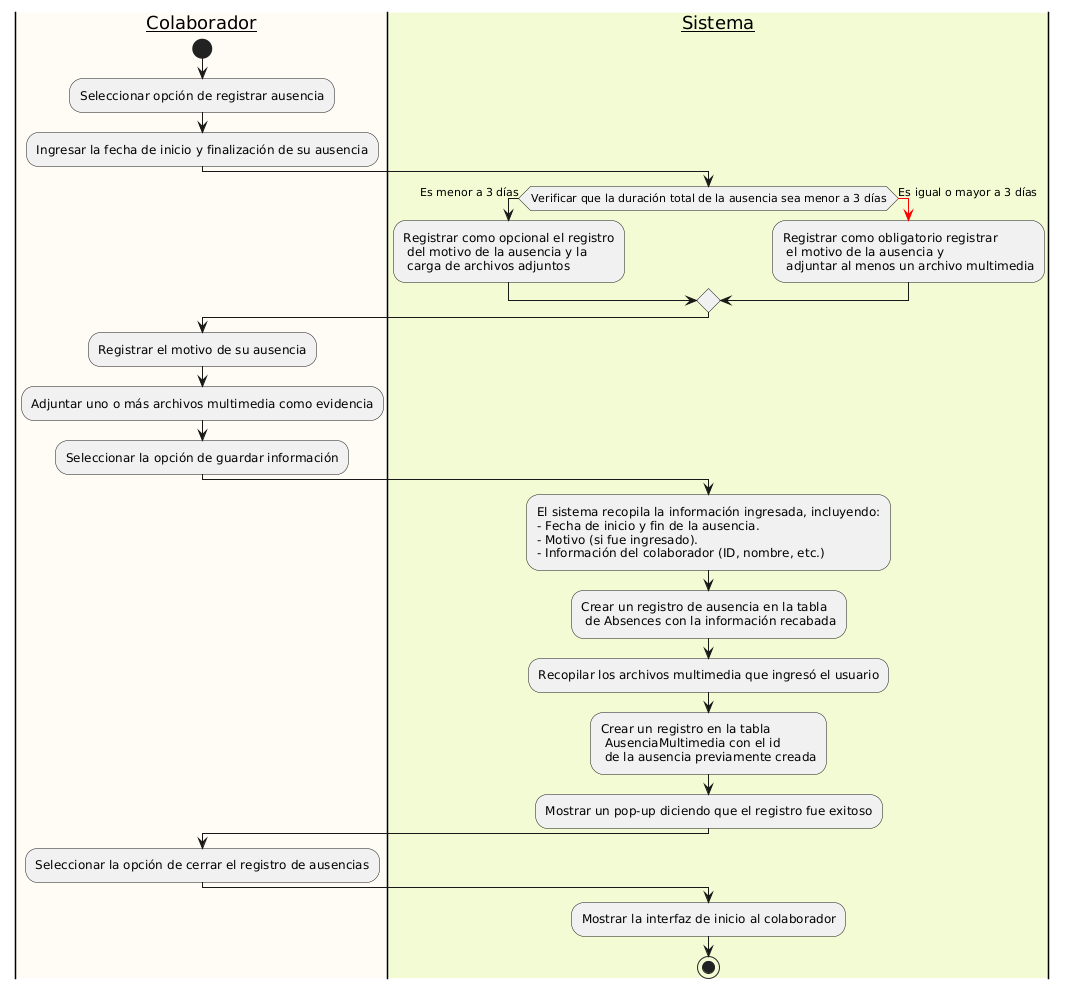 Colaborador
Sistema
Seleccionar opción de registrar ausencia
Ingresar la fecha de inicio y finalización de su ausencia
Es menor a 3 días
Verificar que la duración total de la ausencia sea menor a 3 días
Es igual o mayor a 3 días
Registrar como opcional el registro
del motivo de la ausencia y la
carga de archivos adjuntos
Registrar como obligatorio registrar
el motivo de la ausencia y
adjuntar al menos un archivo multimedia
Registrar el motivo de su ausencia
Adjuntar uno o más archivos multimedia como evidencia
Seleccionar la opción de guardar información
El sistema recopila la información ingresada, incluyendo:
- Fecha de inicio y fin de la ausencia.
- Motivo (si fue ingresado).
- Información del colaborador (ID, nombre, etc.)
Crear un registro de ausencia en la tabla
de Absences con la información recabada
Recopilar los archivos multimedia que ingresó el usuario
Crear un registro en la tabla
AusenciaMultimedia con el id
de la ausencia previamente creada
Mostrar un pop-up diciendo que el registro fue exitoso
Seleccionar la opción de cerrar el registro de ausencias
Mostrar la interfaz de inicio al colaborador